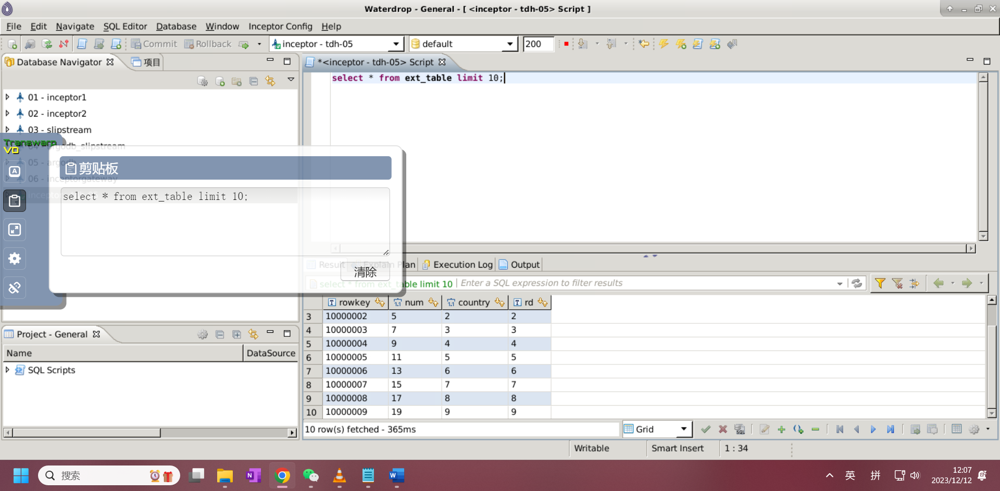 Waterdrop - General - [ <inceptor - tdh-05> Script ]
File Edit Navigate SQL Editor Database Window Inceptor Config Help
Commit Rollback inceptor - tdh-05 default 200
Database Navigator 项目
*<inceptor - tdh-05> Script
select * from ext_table limit 10;
01 - inceptor1
02 - inceptor2
03 - slipstream
Transwarp
VD
04 - argodb_slipstream
05 - argodb
06 - inceptorgateway
剪贴板
select * from ext_table limit 10;
清除
Result Explain Plan Execution Log Output
select * from ext_table limit 10 Enter a SQL expression to filter results
rowkey num country rd
3 10000002 5 2 2
4 10000003 7 3 3
5 10000004 9 4 4
6 10000005 11 5 5
7 10000006 13 6 6
8 10000007 15 7 7
9 10000008 17 8 8
10 10000009 19 9 9
10 row(s) fetched - 365ms
Grid
Project - General
Name DataSource
SQL Scripts
Writable Smart Insert 1 : 34
搜索
英 拼
12:07
2023/12/12